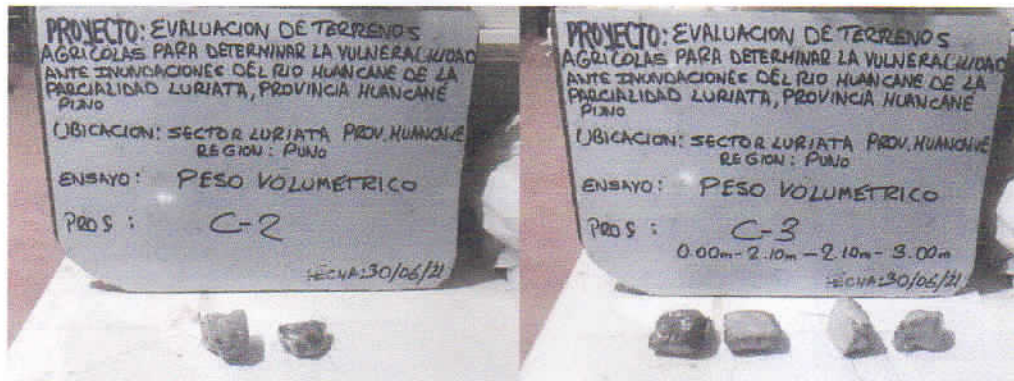 PROYECTO: EVALUACION DE TERRENOS
AGRICOLAS PARA DETERMINAR LA VULNERABILIDAD
ANTE INUNDACIONES DEL RIO HUANCANE DE LA
PARCIALIDAD LURIATA, PROVINCIA HUANCANE
PUNO
UBICACION: SECTOR LURIATA PROV. HUANCANE
REGION: PUNO
ENSAYO: PESO VOLUMETRICO
PROS: C-2
FECHA: 30/06/21
PROYECTO: EVALUACION DE TERRENOS
AGRICOLAS PARA DETERMINAR LA VULNERABILIDAD
ANTE INUNDACIONES DEL RIO HUANCANE DE LA
PARCIALIDAD LURIATA, PROVINCIA HUANCANE
PUNO
UBICACION: SECTOR LURIATA PROV. HUANCANE
REGION: PUNO
ENSAYO: PESO VOLUMETRICO
PROS: C-3
0.00m-2.10m-2.10m-3.00m
FECHA: 30/06/21